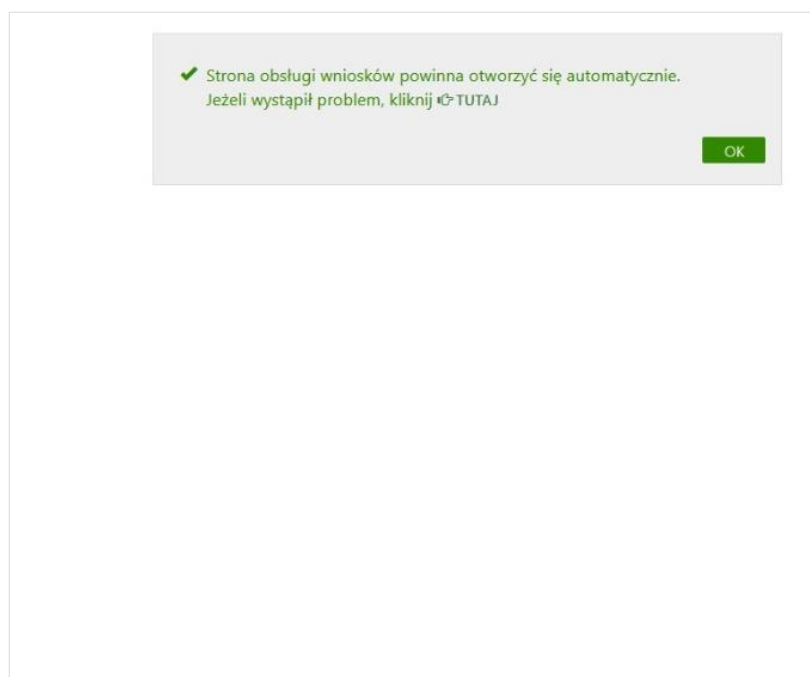 Strona obsługi wniosków powinna otworzyć się automatycznie.
Jeżeli wystąpił problem, kliknij TUTAJ
OK